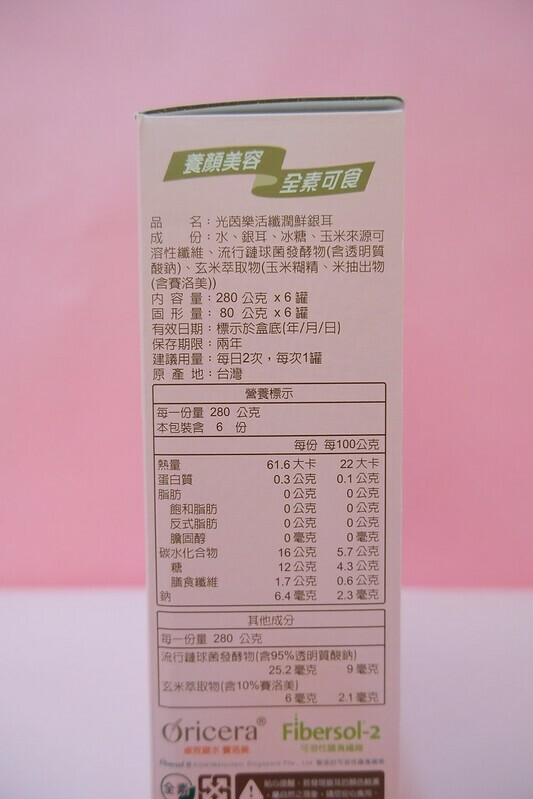 養顏美容
全素可食
品 名：光茵樂活纖潤鮮銀耳
成 份：水、銀耳、冰糖、玉米來源可
溶性纖維、流行鏈球菌發酵物(含透明質
酸鈉)、玄米萃取物(玉米糊精、米抽出物
(含賽洛美))
內 容 量：280 公克 x 6 罐
固 形 量：80 公克 x 6 罐
有效日期：標示於盒底(年/月/日)
保存期限：兩年
建議用量：每日2次，每次1罐
原 產 地：台灣
營養標示
每一份量 280 公克
本包裝含 6 份
每份 每100公克
熱量 61.6 大卡 22 大卡
蛋白質 0.3 公克 0.1 公克
脂肪 0 公克 0 公克
飽和脂肪 0 公克 0 公克
反式脂肪 0 公克 0 公克
膽固醇 0 毫克 0 毫克
碳水化合物 16 公克 5.7 公克
糖 12 公克 4.3 公克
膳食纖維 1.7 公克 0.6 公克
鈉 6.4 毫克 2.3 毫克
其他成分
每一份量 280 公克
流行鏈球菌發酵物(含95%透明質酸鈉)
25.2 毫克 9 毫克
玄米萃取物(含10%賽洛美)
6 毫克 2.1 毫克
Oricera® Fibersol-2
可溶性膳食纖維
全素